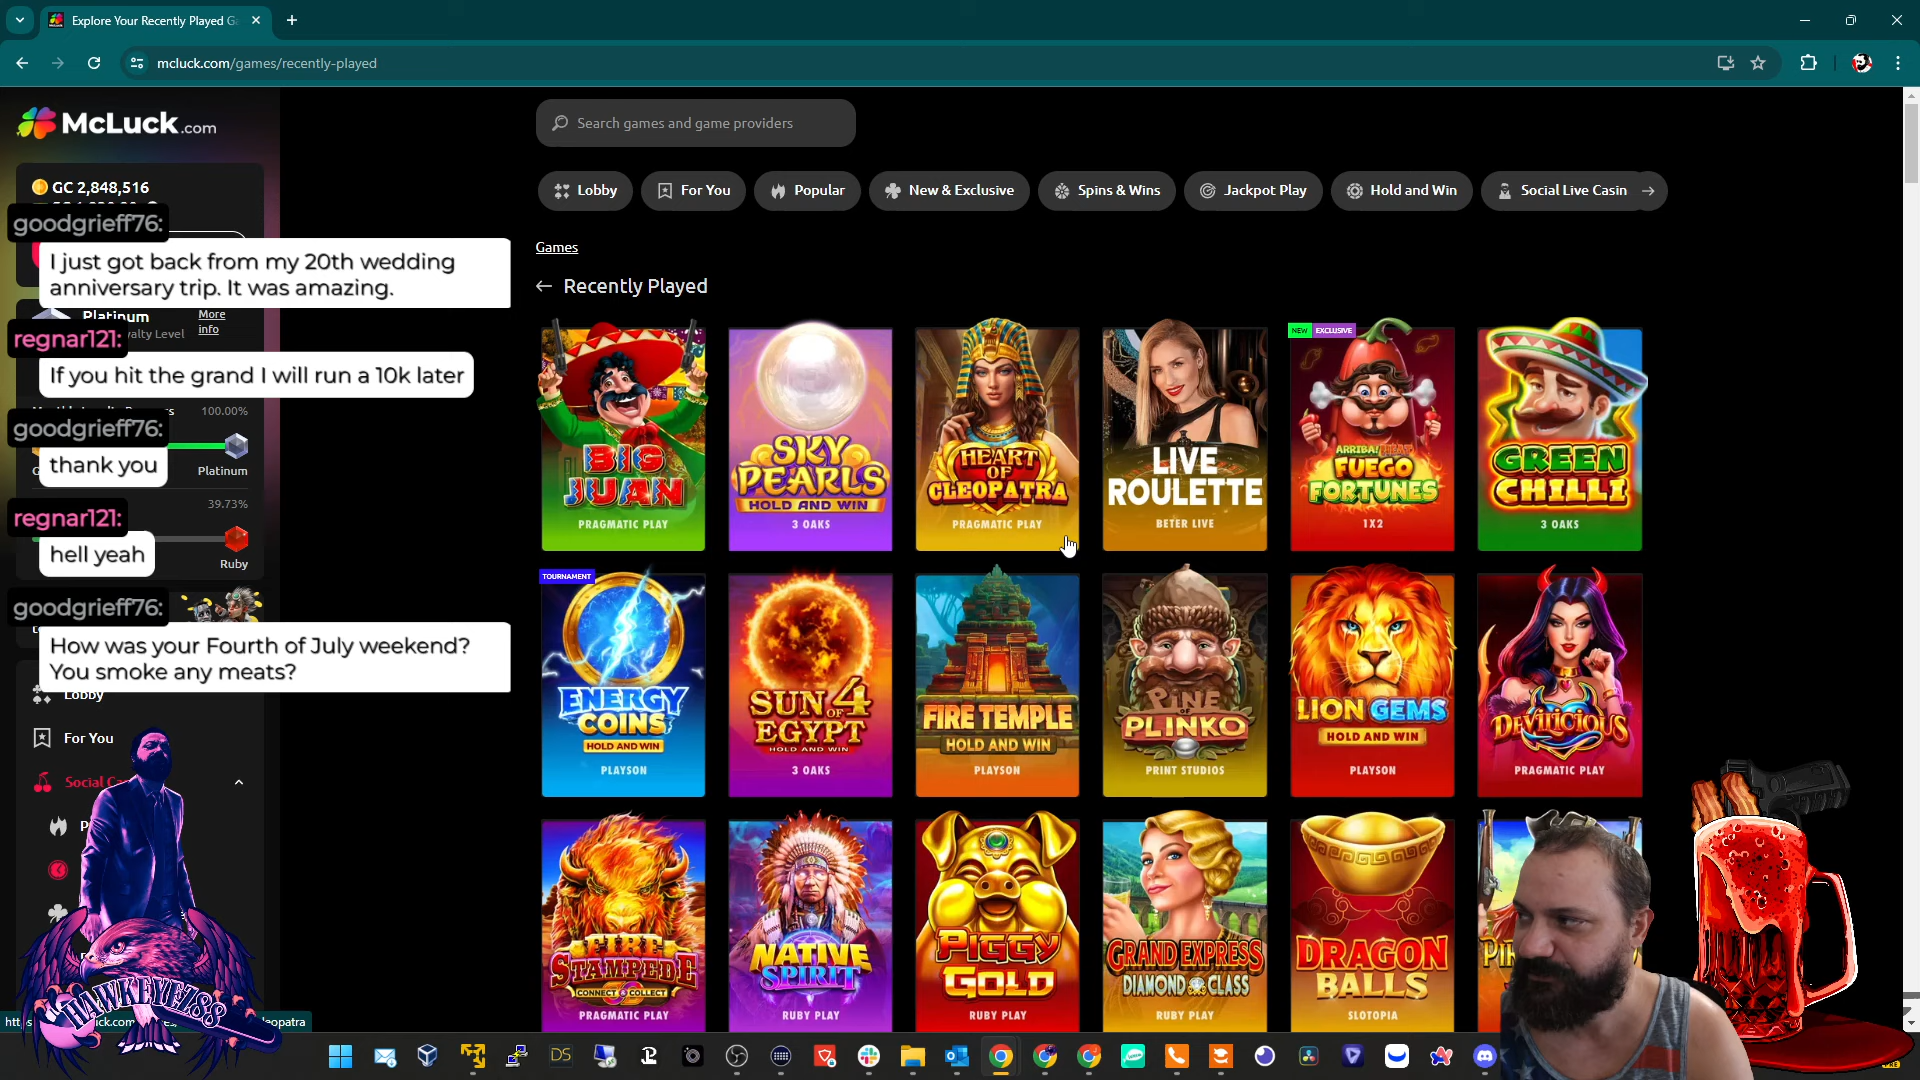 Explore Your Recently Played G
mcluck.com/games/recently-played
McLuck.com
Search games and game providers
Lobby
For You
Popular
New & Exclusive
Spins & Wins
Jackpot Play
Hold and Win
Social Live Casin
GC 2,848,516
goodgrieff76:
I just got back from my 20th wedding
anniversary trip. It was amazing.
Games
Recently Played
Platinum
More
info
regnar121:
If you hit the grand I will run a 10k later
100.00%
goodgrieff76:
thank you
Platinum
39.73%
regnar121:
hell yeah
Ruby
goodgrieff76:
How was your Fourth of July weekend?
You smoke any meats?
Lobby
For You
BIG
JUAN
PRAGMATIC PLAY
SKY
PEARLS
HOLD AND WIN
3 OAKS
HEART
OF
CLEOPATRA
PRAGMATIC PLAY
LIVE
ROULETTE
BETER LIVE
NEW
EXCLUSIVE
ARRIBA! HEAT!
FUEGO
FORTUNES
1X2
GREEN
CHILLI
3 OAKS
TOURNAMENT
ENERGY
COINS
HOLD AND WIN
PLAYSON
SUN OF
EGYPT 4
HOLD AND WIN
3 OAKS
FIRE TEMPLE
HOLD AND WIN
PLAYSON
PINE
OF
PLINKO
PRINT STUDIOS
LION GEMS
HOLD AND WIN
PLAYSON
DEVILICIOUS
PRAGMATIC PLAY
FIRE
STAMPEDE
CONNECT & COLLECT
PRAGMATIC PLAY
NATIVE
SPIRIT
RUBY PLAY
PIGGY
GOLD
RUBY PLAY
GRAND EXPRESS
DIAMOND CLASS
RUBY PLAY
DRAGON
BALLS
SLOTOPIA
HAWKEYEZ88
eopatra
DS